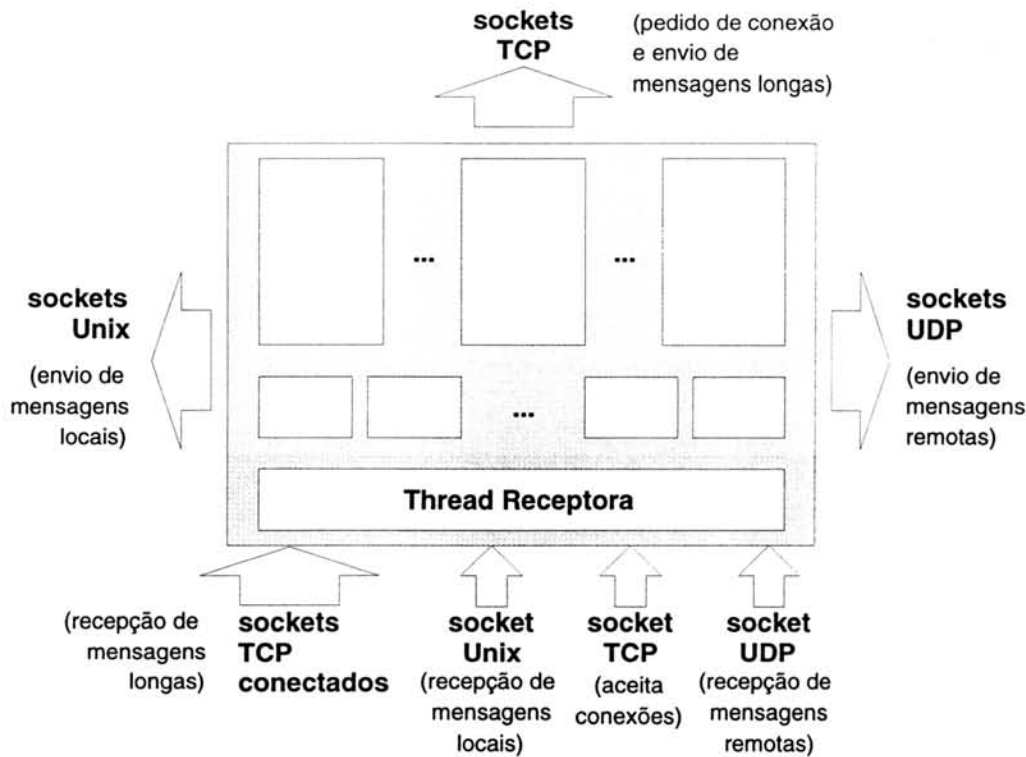 sockets
TCP
(pedido de conexão
e envio de
mensagens longas)
...
...
sockets
Unix
(envio de
mensagens
locais)
sockets
UDP
(envio de
mensagens
remotas)
...
Thread Receptora
(recepção de
mensagens
longas)
sockets
TCP
conectados
socket
Unix
(recepção de
mensagens
locais)
socket
TCP
(aceita
conexões)
socket
UDP
(recepção de
mensagens
remotas)